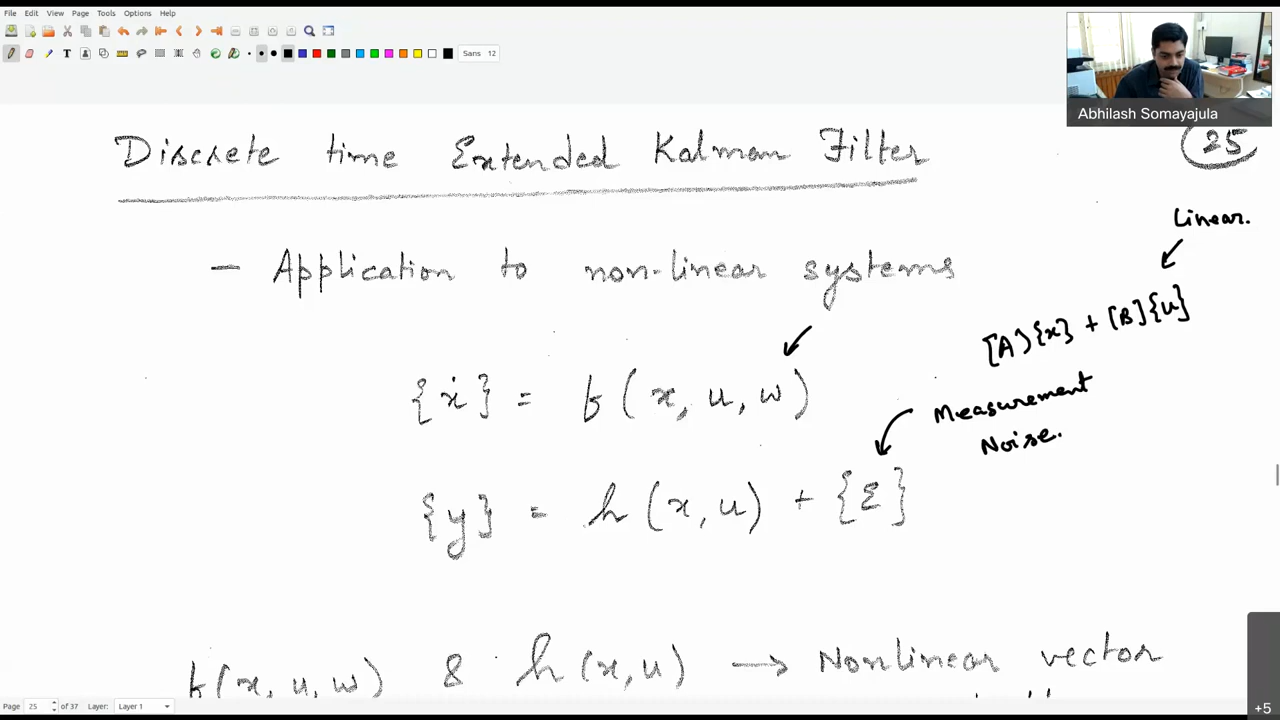 File Edit View Page Tools Options Help
Sans 12
Abhilash Somayajula
Discrete time Extended Kalman Filter
25
Linear.
- Application to non-linear systems
[A]{x} + [B]{u}
{ẋ} = f(x, u, w)
Measurement
Noise.
{y} = h(x, u) + {Ɛ}
f(x, u, w) & h(x, u) → Nonlinear vector
Page 25 of 37 Layer: Layer 1
+5